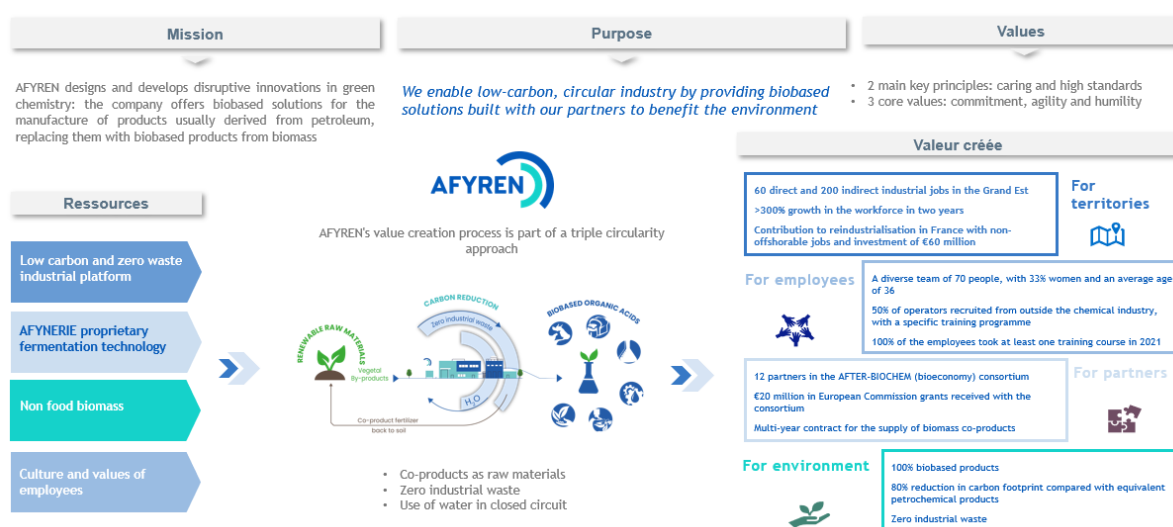 Mission
AFYREN designs and develops disruptive innovations in green
chemistry: the company offers biobased solutions for the
manufacture of products usually derived from petroleum,
replacing them with biobased products from biomass
Purpose
We enable low-carbon, circular industry by providing biobased
solutions built with our partners to benefit the environment
Values
• 2 main key principles: caring and high standards
• 3 core values: commitment, agility and humility
Ressources
Low carbon and zero waste
industrial platform
AFYNERIE proprietary
fermentation technology
Non food biomass
Culture and values of
employees
AFYREN
AFYREN's value creation process is part of a triple circularity
approach
RENEWABLE RAW MATERIALS
Vegetal
By-products
CARBON REDUCTION
Zero industrial waste
H₂O
BIOBASED ORGANIC ACIDS
Co-product fertilizer
back to soil
• Co-products as raw materials
• Zero industrial waste
• Use of water in closed circuit
Valeur créée
60 direct and 200 indirect industrial jobs in the Grand Est
>300% growth in the workforce in two years
Contribution to reindustrialisation in France with non-
offshorable jobs and investment of €60 million
For
territories
For employees
A diverse team of 70 people, with 33% women and an average age
of 36
50% of operators recruited from outside the chemical industry,
with a specific training programme
100% of the employees took at least one training course in 2021
12 partners in the AFTER-BIOCHEM (bioeconomy) consortium
€20 million in European Commission grants received with the
consortium
Multi-year contract for the supply of biomass co-products
For partners
For environment
100% biobased products
80% reduction in carbon footprint compared with equivalent
petrochemical products
Zero industrial waste